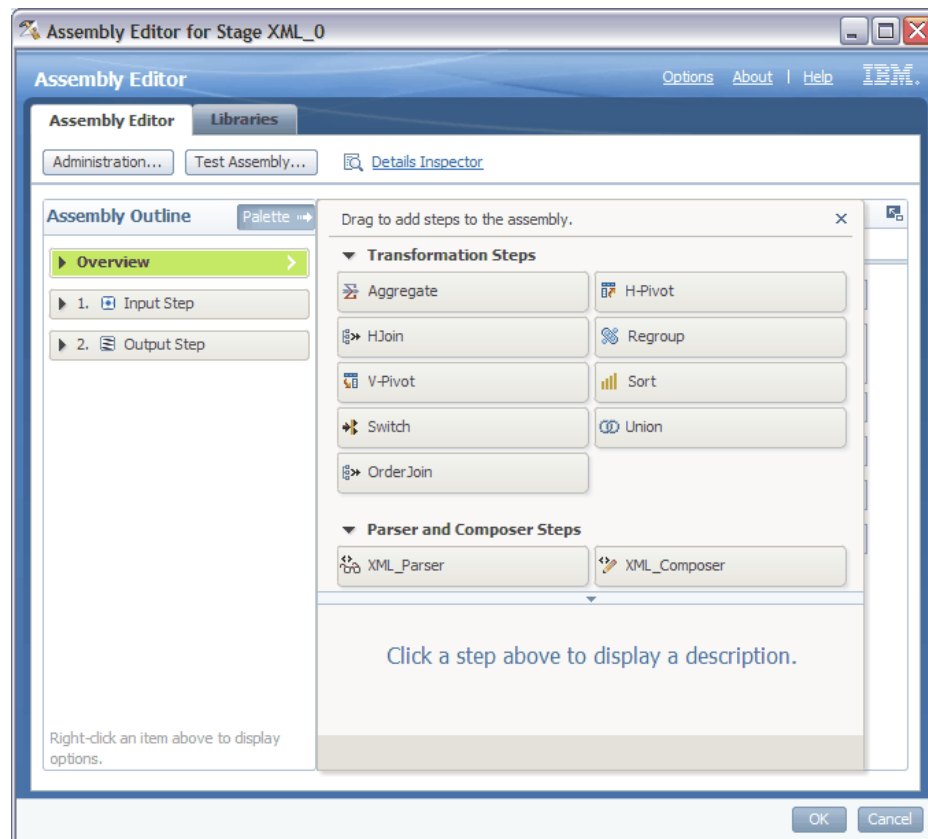 Assembly Editor for Stage XML_0
Assembly Editor
Options About | Help IBM.
Assembly Editor Libraries
Administration... Test Assembly... Details Inspector
Assembly Outline Palette
Drag to add steps to the assembly.
Overview
1. Input Step
2. Output Step
Transformation Steps
Aggregate H-Pivot
HJoin Regroup
V-Pivot Sort
Switch Union
OrderJoin
Parser and Composer Steps
XML_Parser XML_Composer
Click a step above to display a description.
Right-click an item above to display
options.
OK Cancel